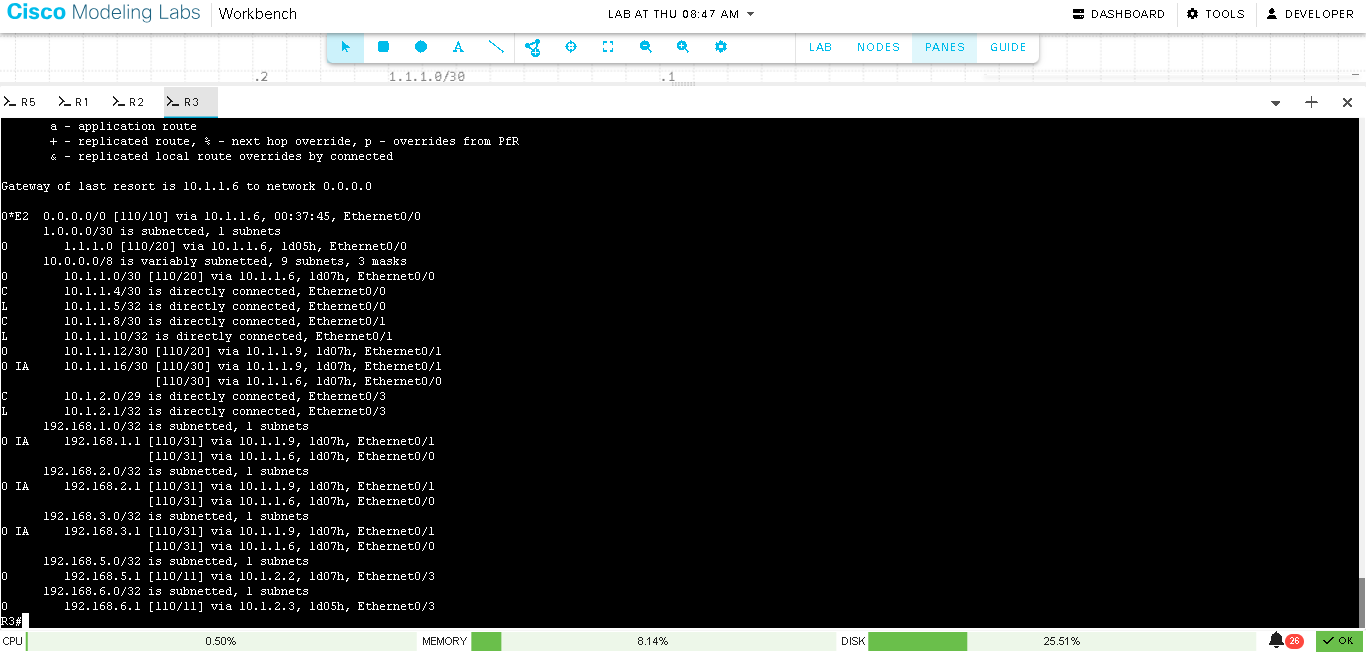 Cisco Modeling Labs Workbench LAB AT THU 08:47 AM DASHBOARD TOOLS DEVELOPER
A LAB NODES PANES GUIDE
.2 1.1.1.0/30 .1
R5 R1 R2 R3
a - application route
+ - replicated route, % - next hop override, p - overrides from PfR
& - replicated local route overrides by connected
Gateway of last resort is 10.1.1.6 to network 0.0.0.0
O*E2 0.0.0.0/0 [110/10] via 10.1.1.6, 00:37:45, Ethernet0/0
1.0.0.0/30 is subnetted, 1 subnets
O 1.1.1.0 [110/20] via 10.1.1.6, 1d05h, Ethernet0/0
10.0.0.0/8 is variably subnetted, 9 subnets, 3 masks
O 10.1.1.0/30 [110/20] via 10.1.1.6, 1d07h, Ethernet0/0
C 10.1.1.4/30 is directly connected, Ethernet0/0
L 10.1.1.5/32 is directly connected, Ethernet0/0
C 10.1.1.8/30 is directly connected, Ethernet0/1
L 10.1.1.10/32 is directly connected, Ethernet0/1
O 10.1.1.12/30 [110/20] via 10.1.1.9, 1d07h, Ethernet0/1
O IA 10.1.1.16/30 [110/30] via 10.1.1.9, 1d07h, Ethernet0/1
[110/30] via 10.1.1.6, 1d07h, Ethernet0/0
C 10.1.2.0/29 is directly connected, Ethernet0/3
L 10.1.2.1/32 is directly connected, Ethernet0/3
192.168.1.0/32 is subnetted, 1 subnets
O IA 192.168.1.1 [110/31] via 10.1.1.9, 1d07h, Ethernet0/1
[110/31] via 10.1.1.6, 1d07h, Ethernet0/0
192.168.2.0/32 is subnetted, 1 subnets
O IA 192.168.2.1 [110/31] via 10.1.1.9, 1d07h, Ethernet0/1
[110/31] via 10.1.1.6, 1d07h, Ethernet0/0
192.168.3.0/32 is subnetted, 1 subnets
O IA 192.168.3.1 [110/31] via 10.1.1.9, 1d07h, Ethernet0/1
[110/31] via 10.1.1.6, 1d07h, Ethernet0/0
192.168.5.0/32 is subnetted, 1 subnets
O 192.168.5.1 [110/11] via 10.1.2.2, 1d07h, Ethernet0/3
192.168.6.0/32 is subnetted, 1 subnets
O 192.168.6.1 [110/11] via 10.1.2.3, 1d05h, Ethernet0/3
R3#
CPU 0.50% MEMORY 8.14% DISK 25.51% 26 OK